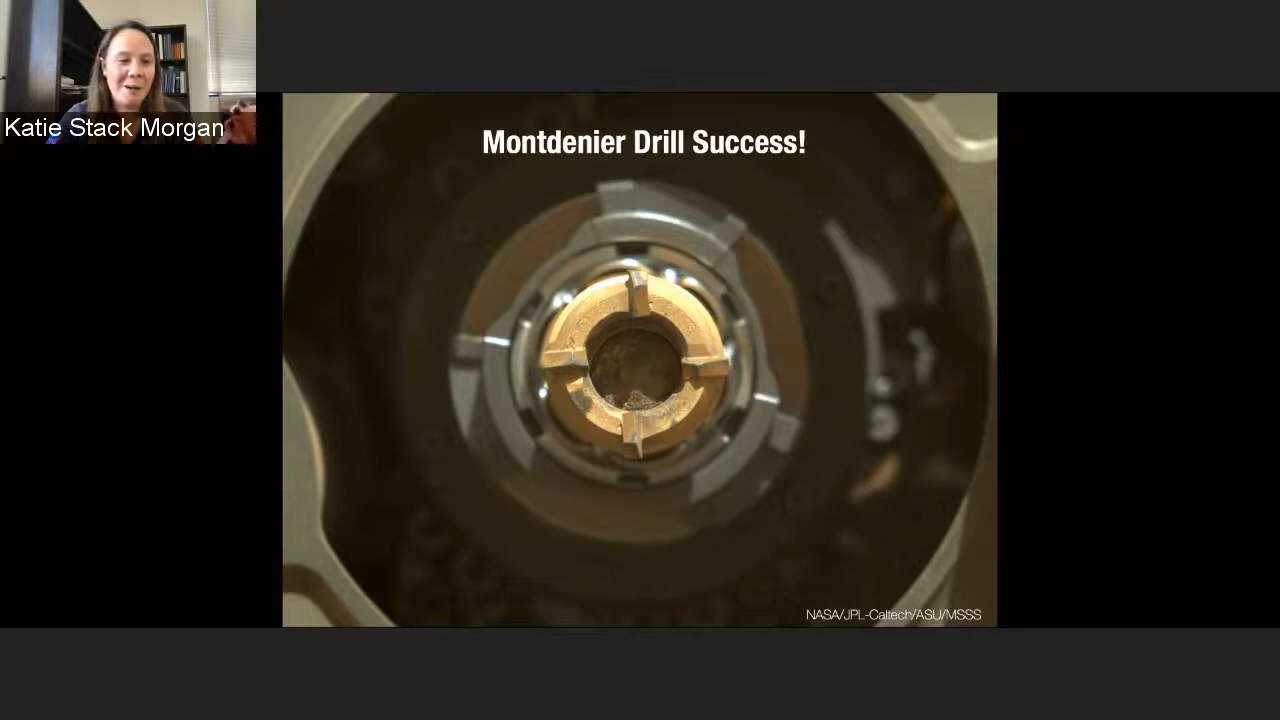 Katie Stack Morgan
Montdenier Drill Success!
NASA/JPL-Caltech/ASU/MSSS